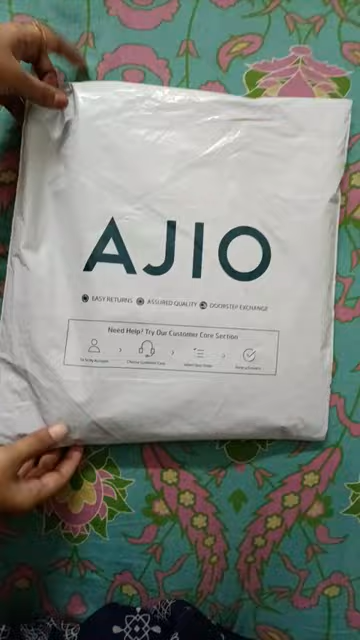 AJIO
EASY RETURNS ASSURED QUALITY DOORSTEP EXCHANGE
Need Help? Try Our Customer Care Section